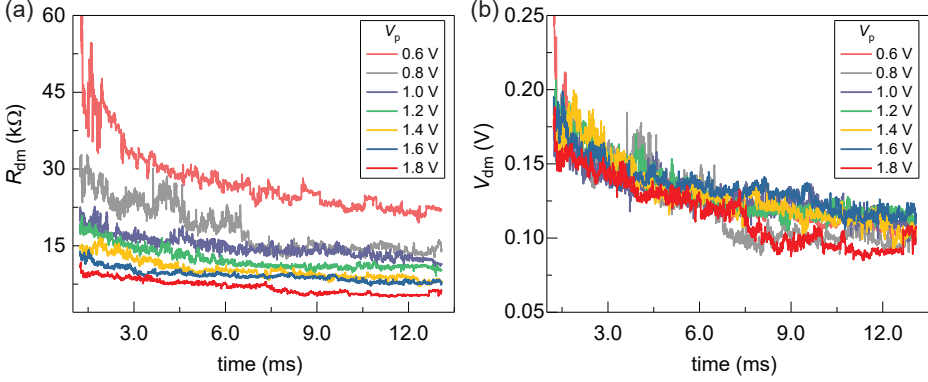 (a)
60
45
30
15
R_dm (kΩ)
3.0 6.0 9.0 12.0
time (ms)
V_p
0.6 V
0.8 V
1.0 V
1.2 V
1.4 V
1.6 V
1.8 V
(b)
0.25
0.20
0.15
0.10
0.05
V_dm (V)
3.0 6.0 9.0 12.0
time (ms)
V_p
0.6 V
0.8 V
1.0 V
1.2 V
1.4 V
1.6 V
1.8 V